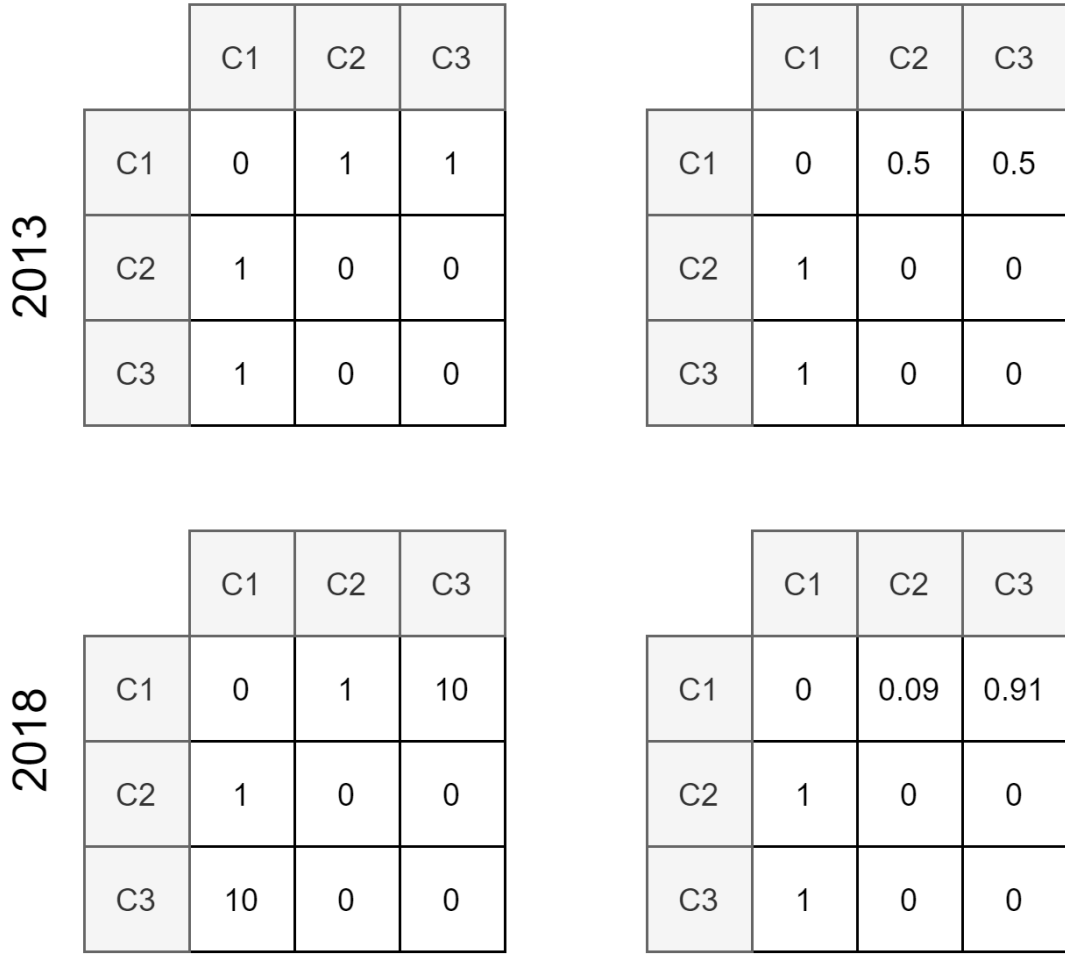 C1 C2 C3 C1 C2 C3
C1 0 1 1 C1 0 0.5 0.5
2013 C2 1 0 0 C2 1 0 0
C3 1 0 0 C3 1 0 0
C1 C2 C3 C1 C2 C3
C1 0 1 10 C1 0 0.09 0.91
2018 C2 1 0 0 C2 1 0 0
C3 10 0 0 C3 1 0 0